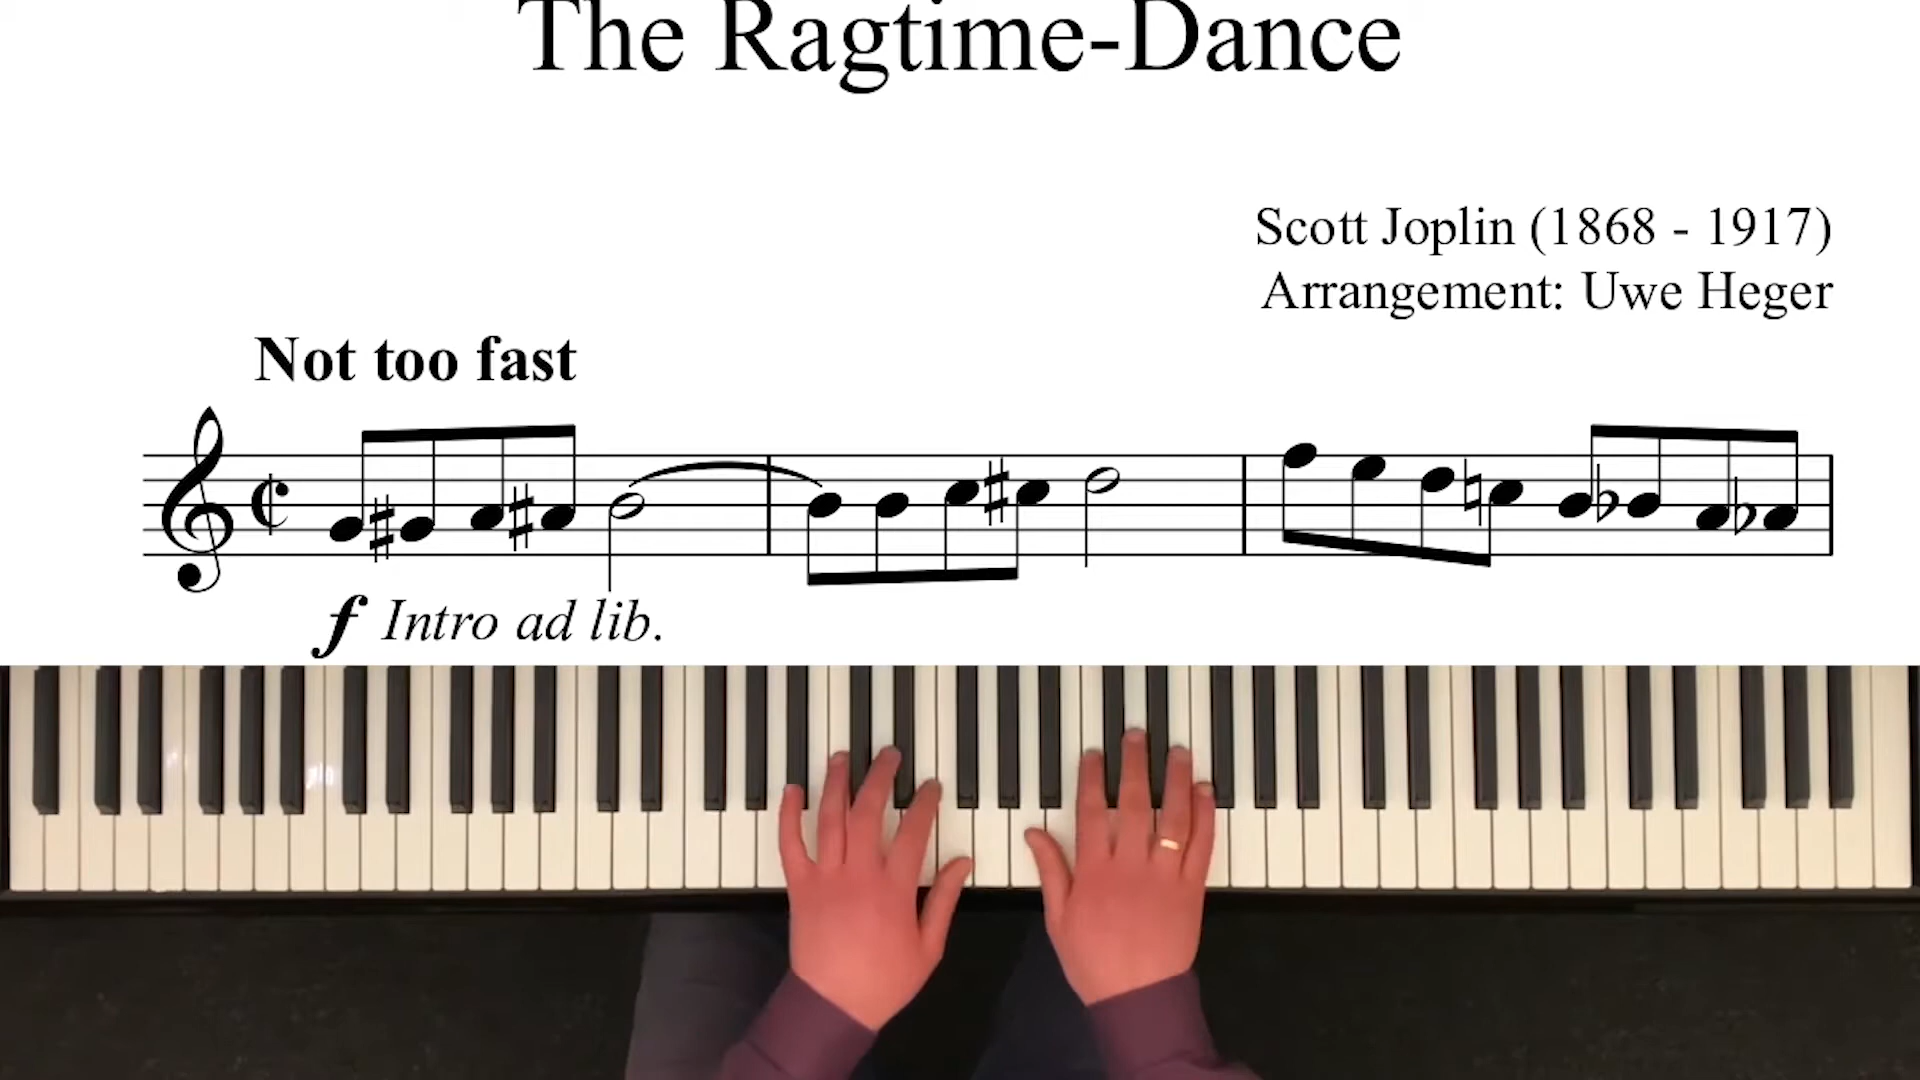 The Ragtime-Dance
Scott Joplin (1868 - 1917)
Arrangement: Uwe Heger
Not too fast
f Intro ad lib.